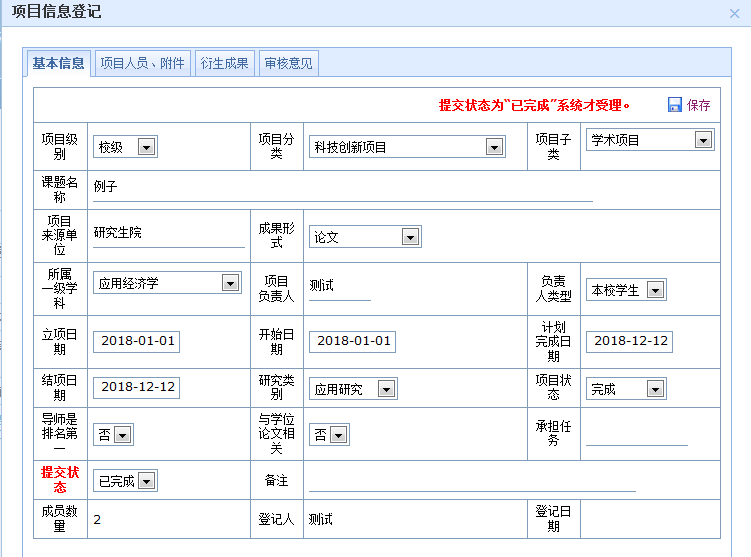 项目信息登记
基本信息 项目人员、附件 衍生成果 审核意见
提交状态为“已完成”系统才受理。 保存
项目级
别
校级
项目分
类
科技创新项目
项目子
类
学术项目
课题名
称
例子
项目
来源单
位
研究生院
成果形
式
论文
所属
一级学
科
应用经济学
项目
负责人
测试
负责
人类型
本校学生
立项日
期
2018-01-01
开始日
期
2018-01-01
计划
完成日
期
2018-12-12
结项日
期
2018-12-12
研究类
别
应用研究
项目状
态
完成
导师是
排名第
一
否
与学位
论文相
关
否
承担任
务
提交状
态
已完成
备注
成员数
量
2
登记人
测试
登记日
期